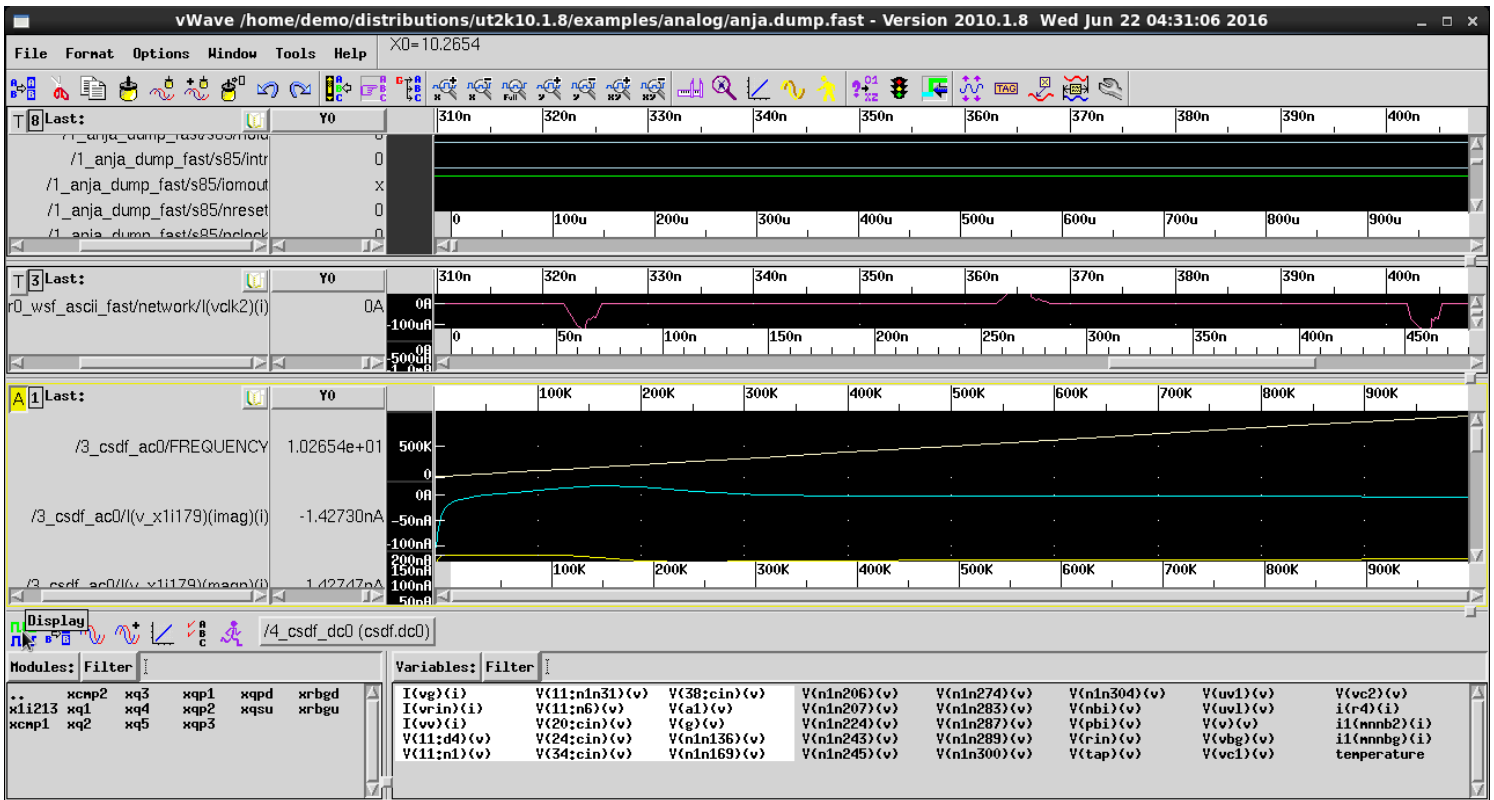 vWave /home/demo/distributions/ut2k10.1.8/examples/analog/anja.dump.fast - Version 2010.1.8 Wed Jun 22 04:31:06 2016
File Format Options Window Tools Help X0=10.2654
T 8 Last: Y0 310n 320n 330n 340n 350n 360n 370n 380n 390n 400n
/1_anja_dump_fast/s85/intr 0
/1_anja_dump_fast/s85/iomout x
/1_anja_dump_fast/s85/nreset 0
0 100u 200u 300u 400u 500u 600u 700u 800u 900u
/1_anja_dump_fast/s85/nclock 0
T 3 Last: Y0 310n 320n 330n 340n 350n 360n 370n 380n 390n 400n
r0_wsf_ascii_fast/network/I(vclk2)(i) 0A 0A
-100uA
0 50n 100n 150n 200n 250n 300n 350n 400n 450n
-500uA
A 1 Last: Y0 100K 200K 300K 400K 500K 600K 700K 800K 900K
/3_csdf_ac0/FREQUENCY 1.02654e+01 500K
0
0A
/3_csdf_ac0/I(v_x1i179)(imag)(i) -1.42730nA -50nA
-100nA
200nA
150nA 100K 200K 300K 400K 500K 600K 700K 800K 900K
/3_csdf_ac0/I(v_x1i179)(magn)(i) 1.42747nA 100nA
50nA
Display
/4_csdf_dc0 (csdf.dc0)
Modules: Filter Variables: Filter
.. xcmp2 xq3 xqp1 xqpd xrbgd I(vg)(i) V(11:n1n31)(v) V(38:cin)(v) V(n1n206)(v) V(n1n274)(v) V(n1n304)(v) V(uv1)(v) V(vc2)(v)
x1i213 xq1 xq4 xqp2 xqsu xrbgu I(vrin)(i) V(11:n6)(v) V(a1)(v) V(n1n207)(v) V(n1n283)(v) V(nbi)(v) V(uvl)(v) i(r4)(i)
xcmp1 xq2 xq5 xqp3 I(vv)(i) V(20:cin)(v) V(g)(v) V(n1n224)(v) V(n1n287)(v) V(pbi)(v) V(v)(v) i1(mnnb2)(i)
V(11:d4)(v) V(24:cin)(v) V(n1n136)(v) V(n1n243)(v) V(n1n289)(v) V(rin)(v) V(vbg)(v) i1(mnnbg)(i)
V(11:n1)(v) V(34:cin)(v) V(n1n169)(v) V(n1n245)(v) V(n1n300)(v) V(tap)(v) V(vc1)(v) temperature